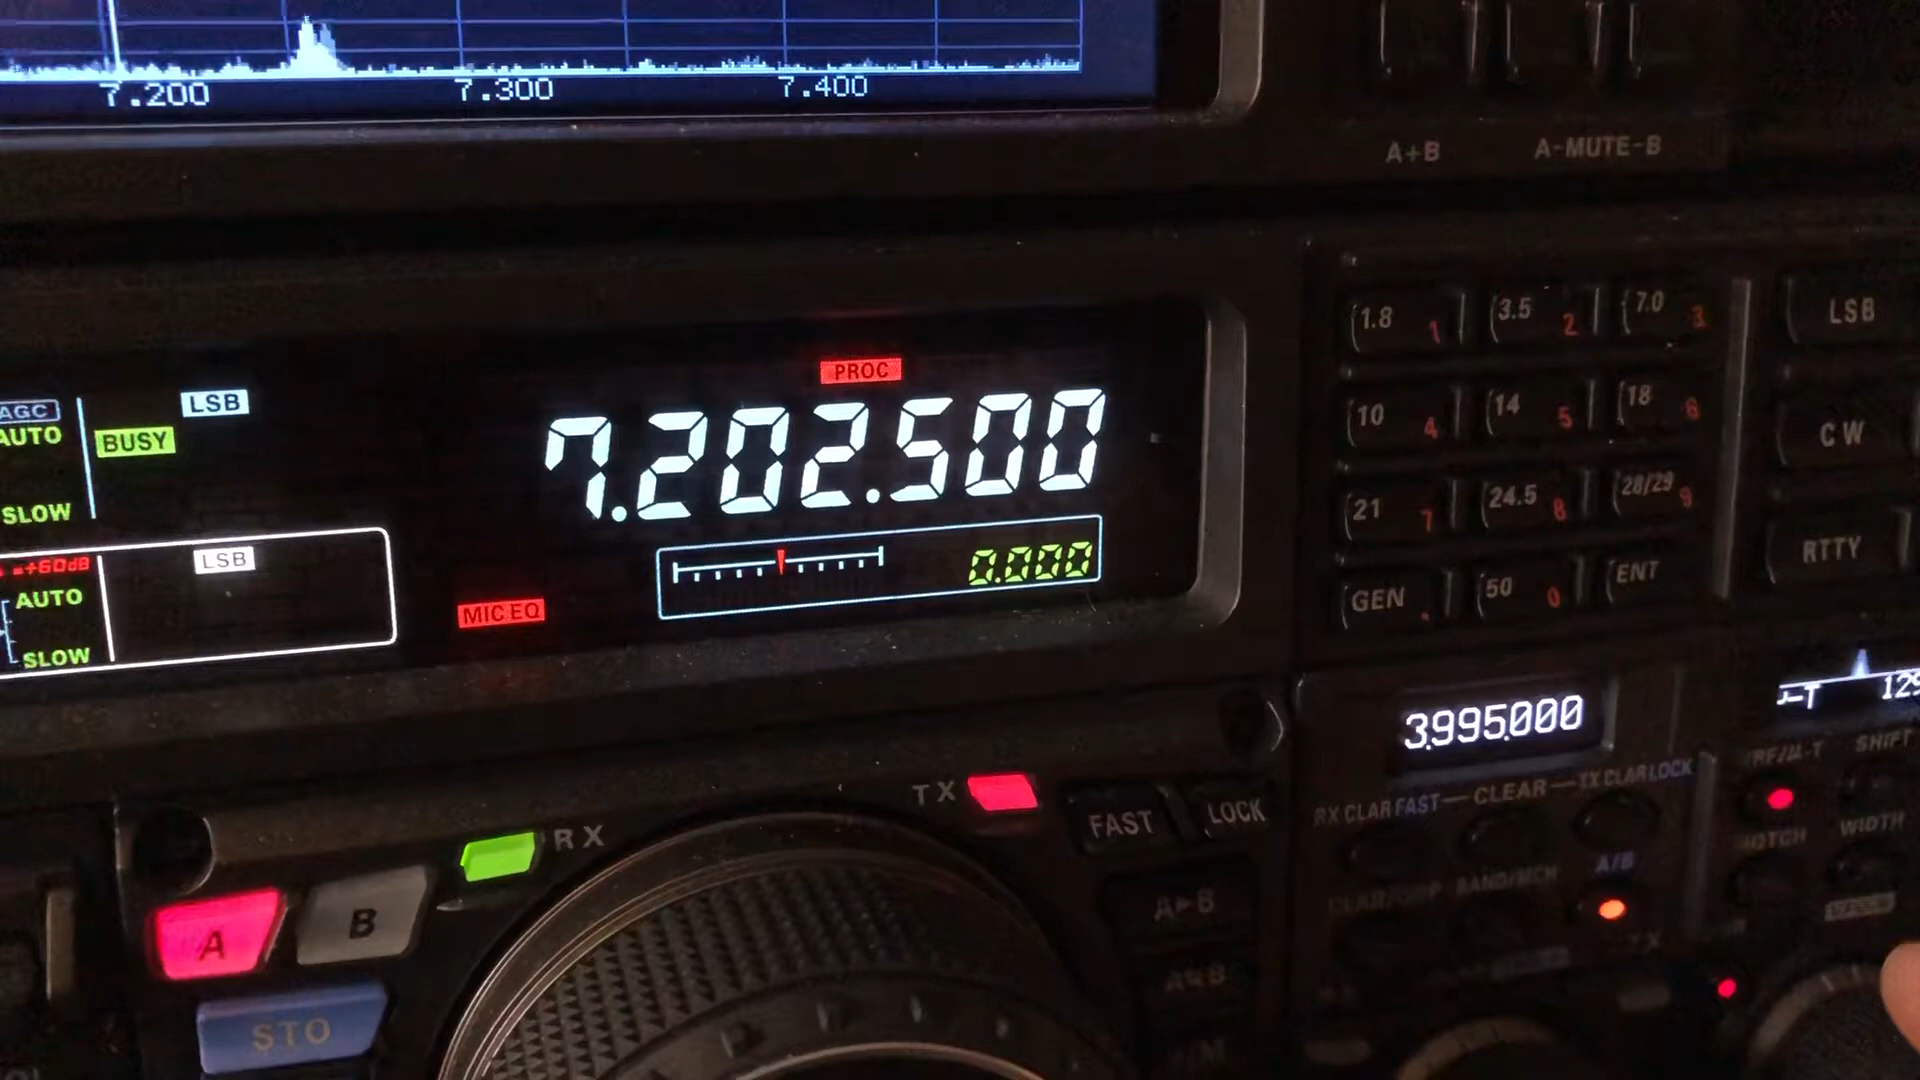 7.200 7.300 7.400
A+B A-MUTE-B
PROC
AGC LSB
AUTO BUSY
7.202.500
SLOW
LSB
+60dB
AUTO
0.000
MIC EQ
SLOW
1.8 1 3.5 2 7.0 3 LSB
10 4 14 5 18 6 CW
21 7 24.5 8 28/29 9 RTTY
GEN . 50 0 ENT
3.995.000
129
TX FAST LOCK
RX CLAR FAST — CLEAR — TX CLAR LOCK
SHIFT
RX
WIDTH
A/B
A B
A▶B
STO